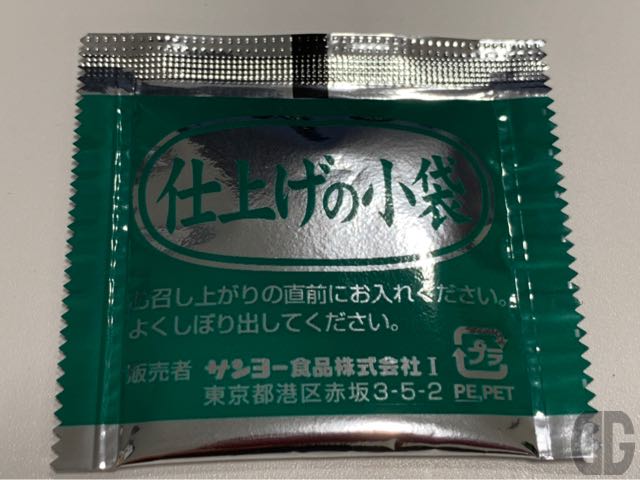 仕上げの小袋
お召し上がりの直前にお入れください。
よくしぼり出してください。
販売者 サンヨー食品株式会社 I
東京都港区赤坂3-5-2
プラ
PE,PET
GG